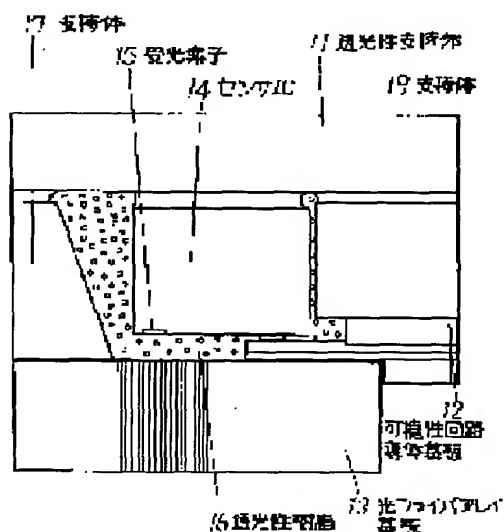 17 支持体
15 受光素子
14 センサIC
11 透光性支持部
19 支持体
12
可撓性回路
導体基板
16 透光性樹脂
13 光ファイバアレイ
基板